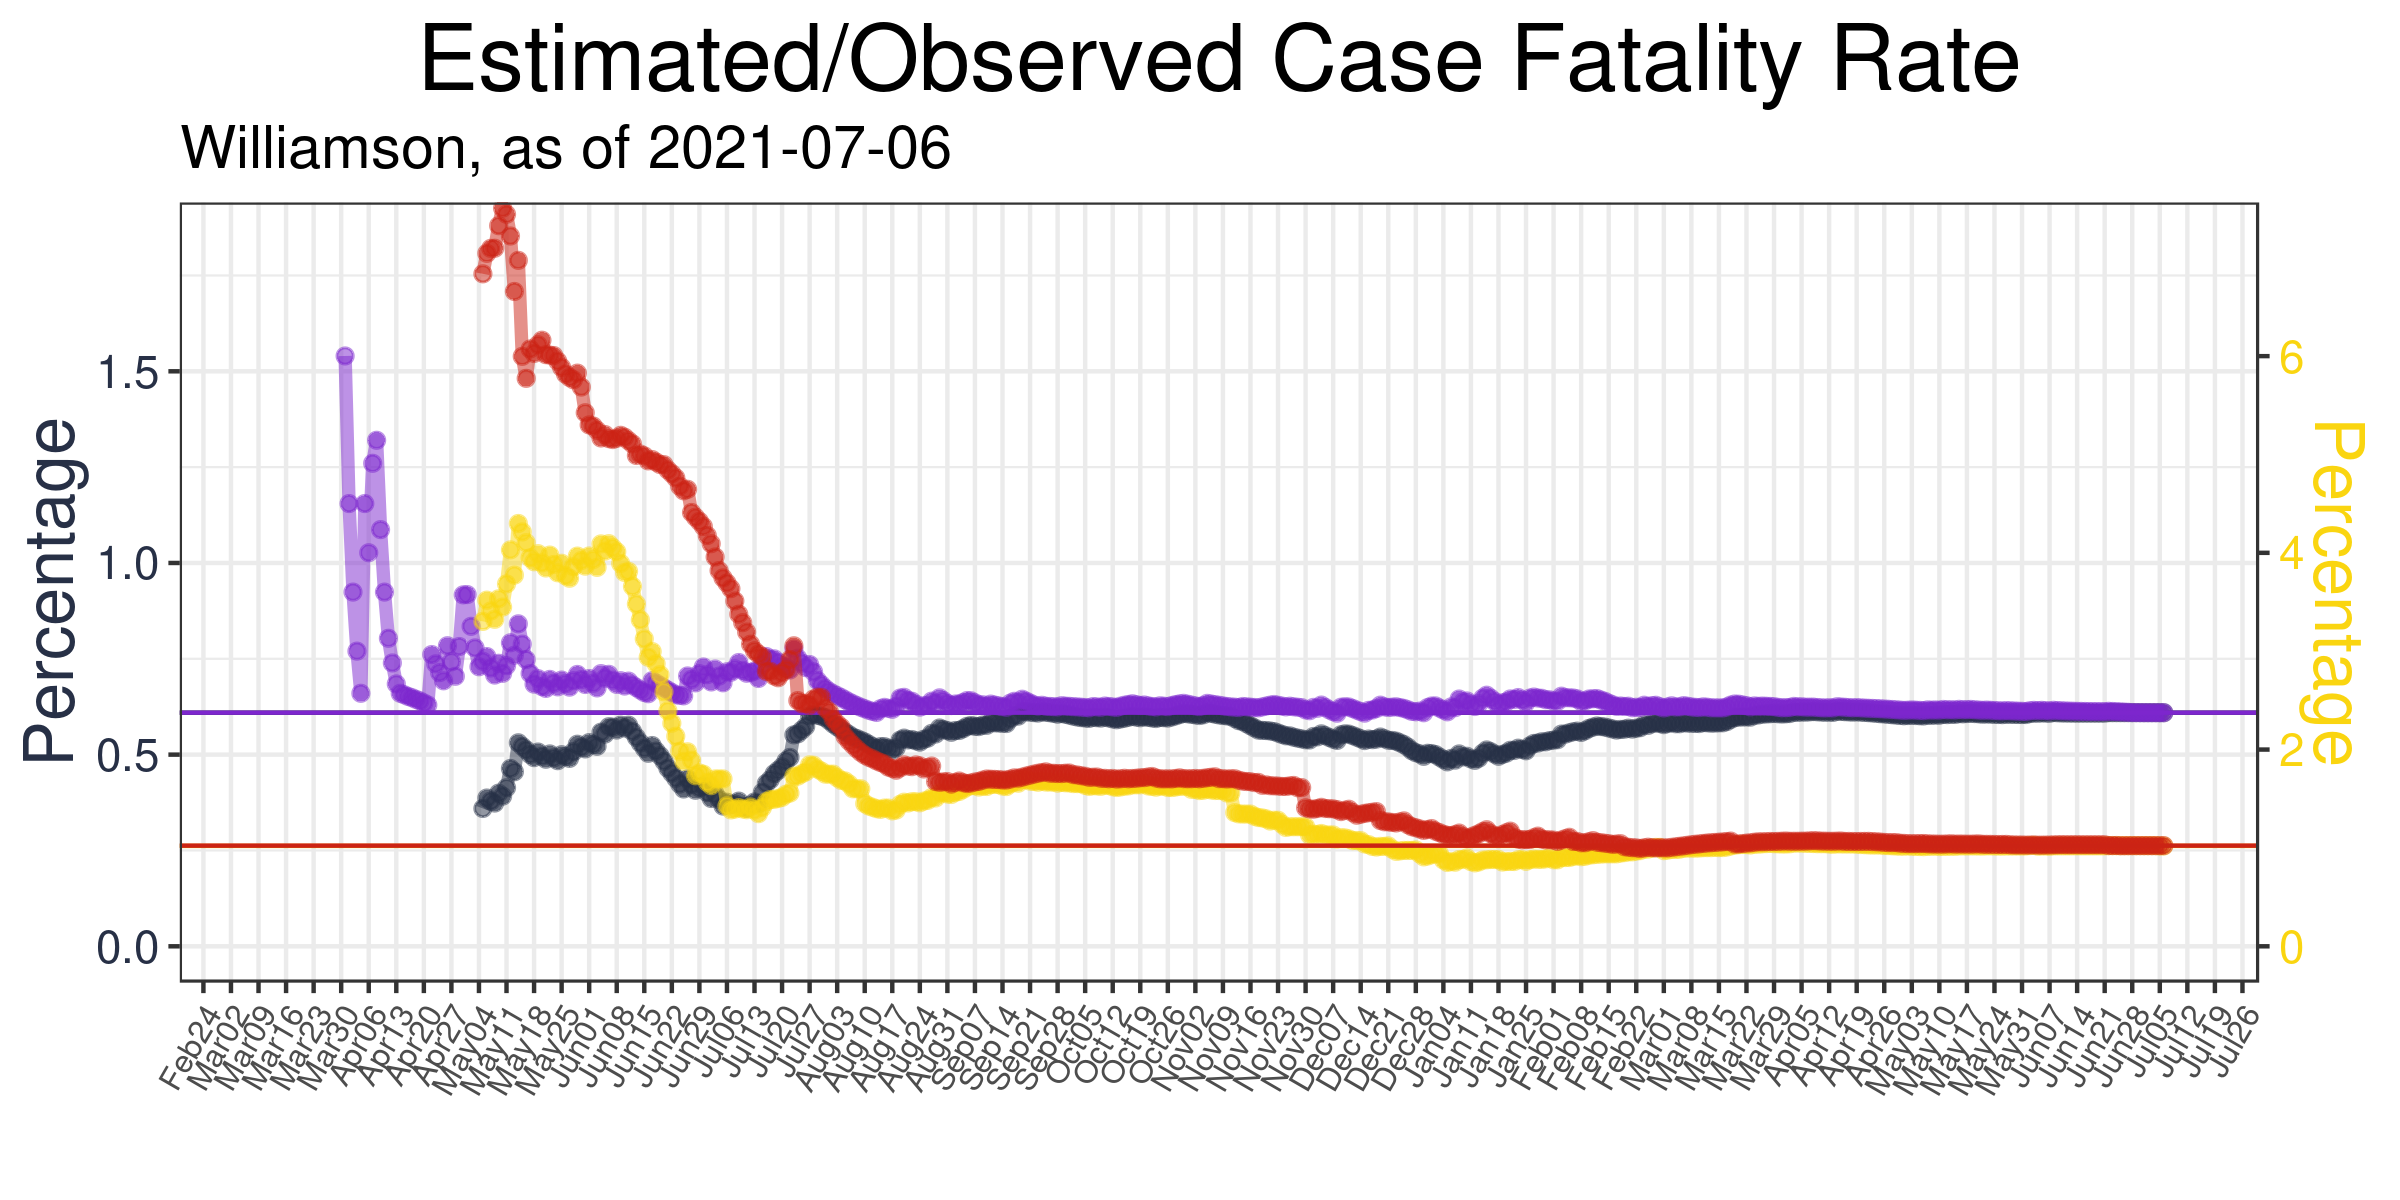 Estimated/Observed Case Fatality Rate
Williamson, as of 2021-07-06
Percentage
1.5
1.0
0.5
0.0
6
4
2
0
Percentage
Feb24
Mar02
Mar09
Mar16
Mar23
Mar30
Apr06
Apr13
Apr20
Apr27
May04
May11
May18
May25
Jun01
Jun08
Jun15
Jun22
Jun29
Jul06
Jul13
Jul20
Jul27
Aug03
Aug10
Aug17
Aug24
Aug31
Sep07
Sep14
Sep21
Sep28
Oct05
Oct12
Oct19
Oct26
Nov02
Nov09
Nov16
Nov23
Nov30
Dec07
Dec14
Dec21
Dec28
Jan04
Jan11
Jan18
Jan25
Feb01
Feb08
Feb15
Feb22
Mar01
Mar08
Mar15
Mar22
Mar29
Apr05
Apr12
Apr19
Apr26
May03
May10
May17
May24
May31
Jun07
Jun14
Jun21
Jun28
Jul05
Jul12
Jul19
Jul26